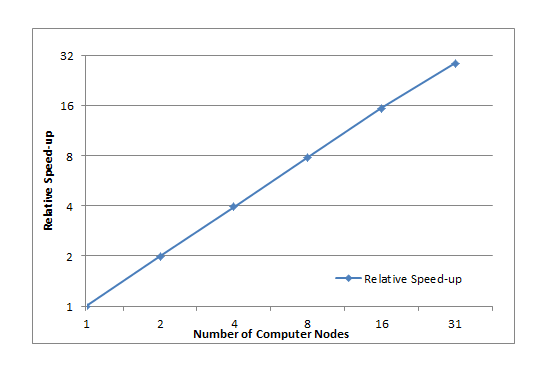 32
16
8
4
2
1
Relative Speed-up
Relative Speed-up
1 2 4 8 16 31
Number of Computer Nodes